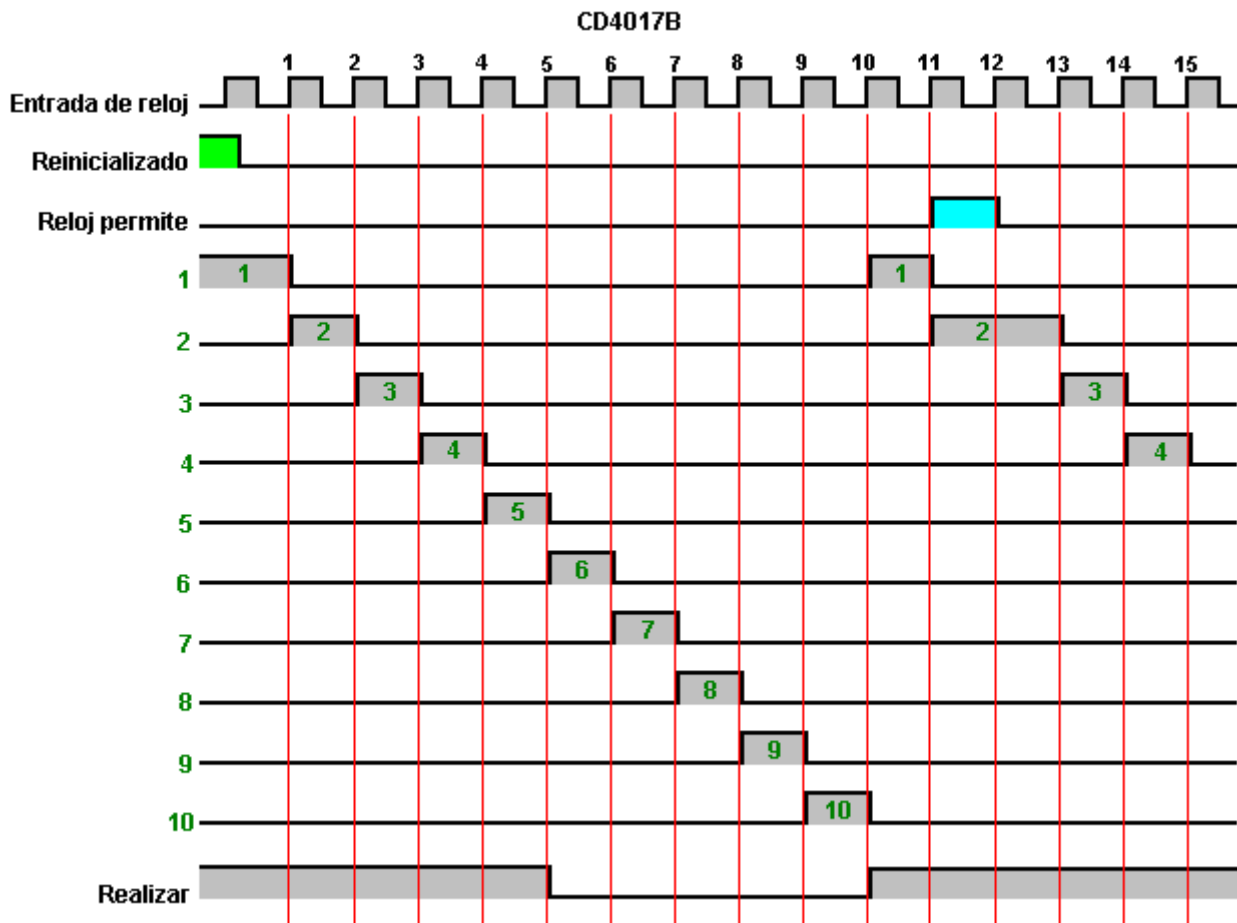 CD4017B
1 2 3 4 5 6 7 8 9 10 11 12 13 14 15
Entrada de reloj
Reinicializado
Reloj permite
1 1 1
2 2 2
3 3 3
4 4 4
5 5
6 6
7 7
8 8
9 9
10 10
Realizar